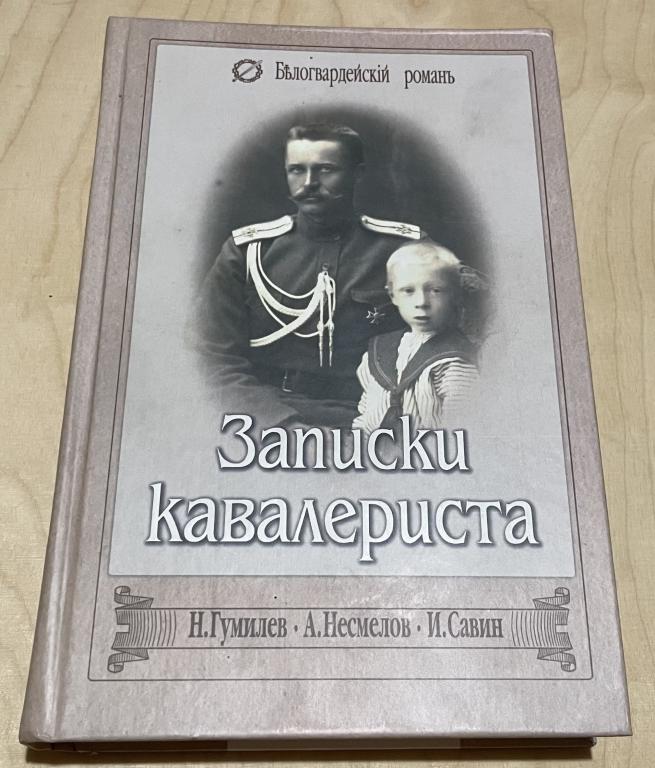 Бѣлогвардейскій романъ
Записки
кавалериста
Н.Гумилев · А.Несмелов · И.Савин